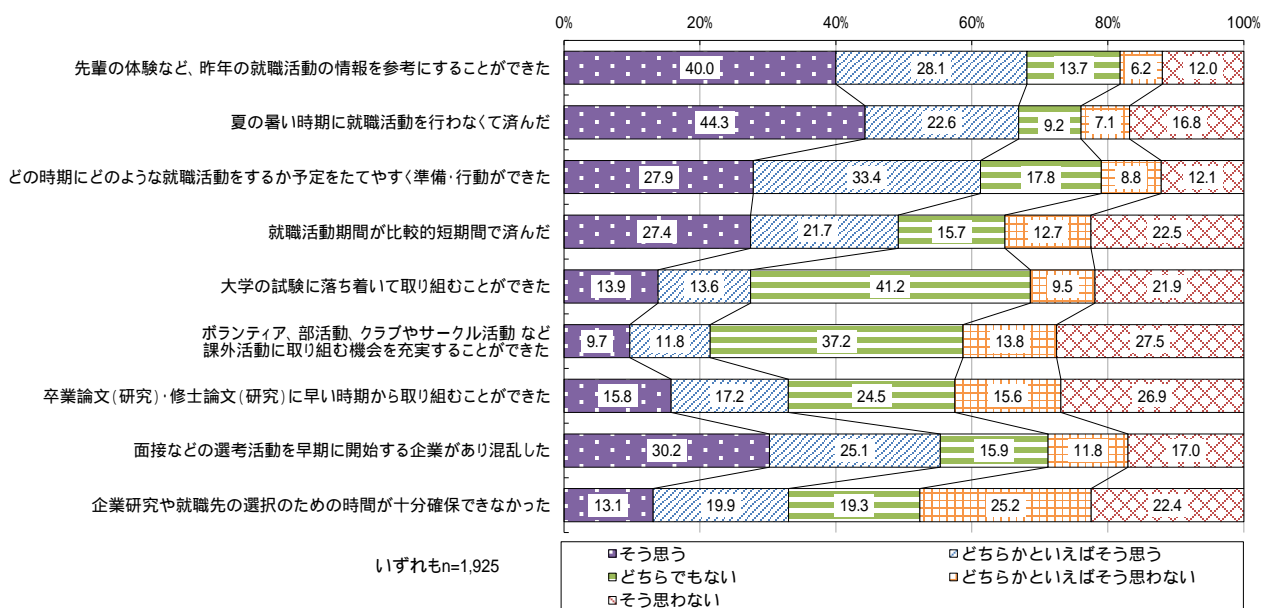 0% 20% 40% 60% 80% 100%
先輩の体験など、昨年の就職活動の情報を参考にすることができた 40.0 28.1 13.7 6.2 12.0
夏の暑い時期に就職活動を行わなくて済んだ 44.3 22.6 9.2 7.1 16.8
どの時期にどのような就職活動をするか予定をたてやすく準備・行動ができた 27.9 33.4 17.8 8.8 12.1
就職活動期間が比較的短期間で済んだ 27.4 21.7 15.7 12.7 22.5
大学の試験に落ち着いて取り組むことができた 13.9 13.6 41.2 9.5 21.9
ボランティア、部活動、クラブやサークル活動 など
課外活動に取り組む機会を充実することができた 9.7 11.8 37.2 13.8 27.5
卒業論文(研究)・修士論文(研究)に早い時期から取り組むことができた 15.8 17.2 24.5 15.6 26.9
面接などの選考活動を早期に開始する企業があり混乱した 30.2 25.1 15.9 11.8 17.0
企業研究や就職先の選択のための時間が十分確保できなかった 13.1 19.9 19.3 25.2 22.4
いずれもn=1,925
そう思う どちらかといえばそう思う
どちらでもない どちらかといえばそう思わない
そう思わない